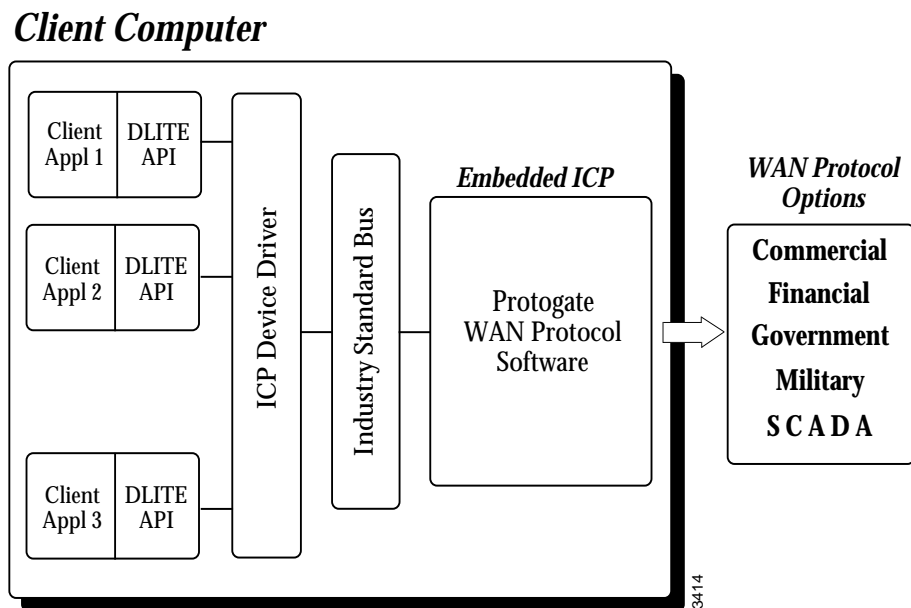 Client Computer
Client
Appl 1
DLITE
API
Client
Appl 2
DLITE
API
Client
Appl 3
DLITE
API
ICP Device Driver
Industry Standard Bus
Embedded ICP
Protogate
WAN Protocol
Software
WAN Protocol
Options
Commercial
Financial
Government
Military
S C A D A
3414